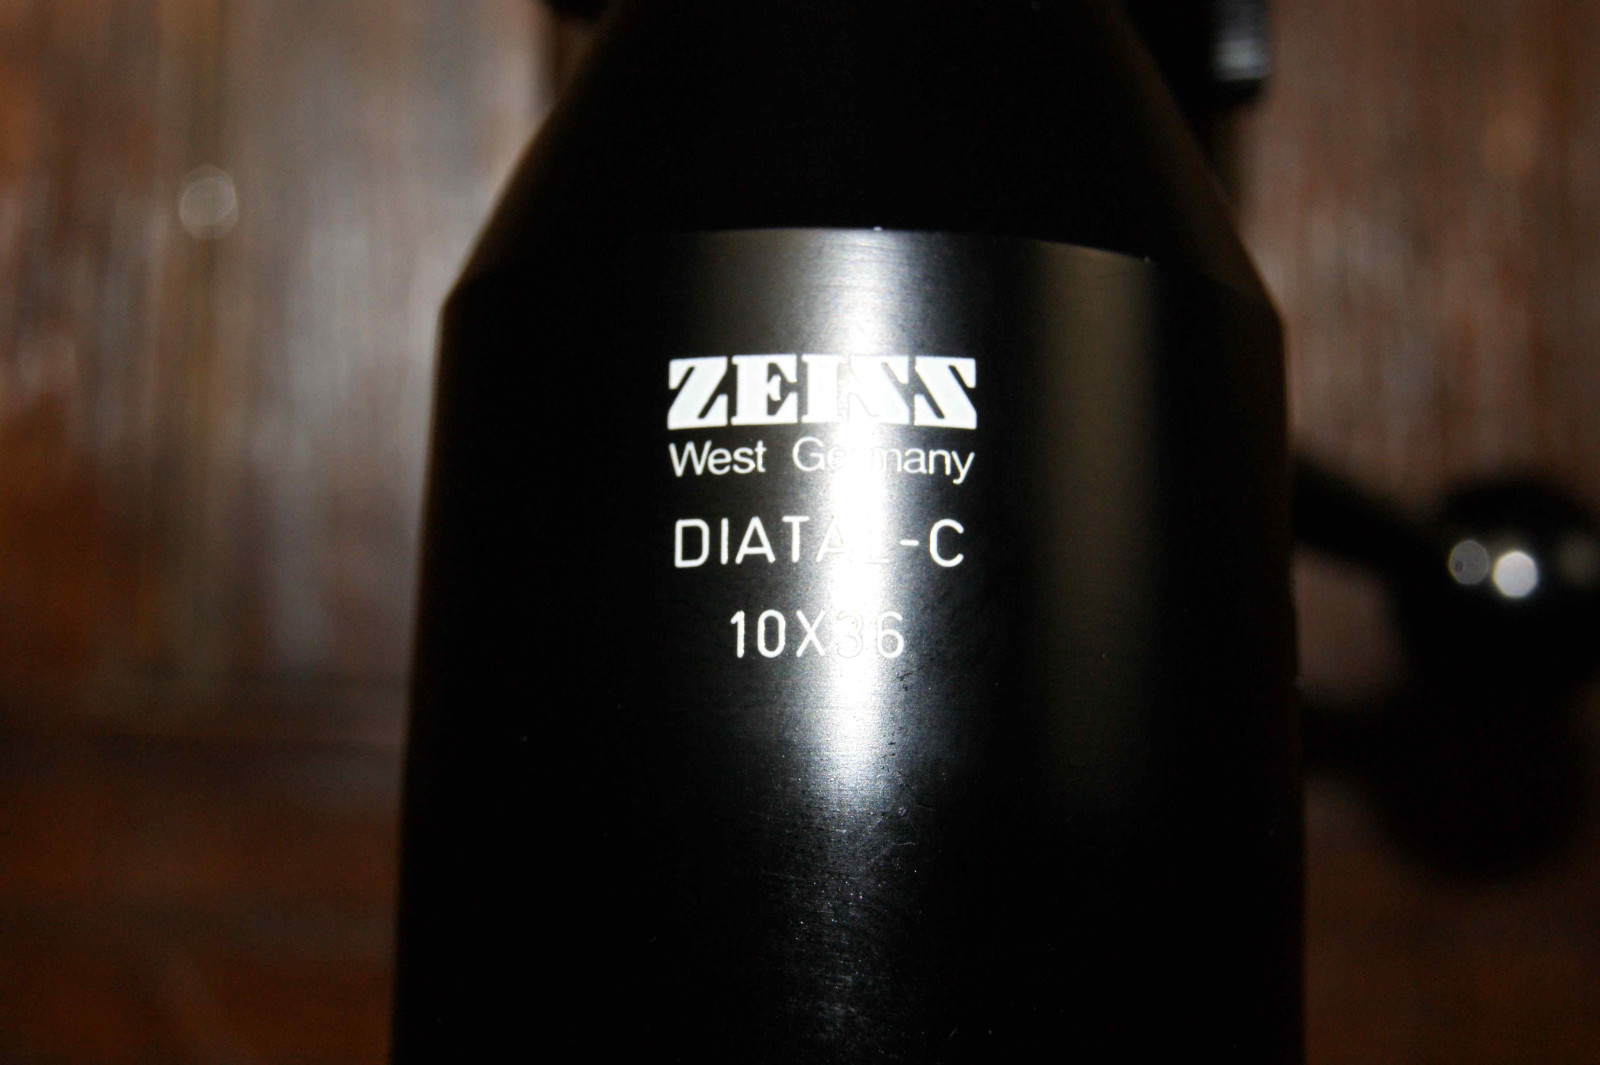 ZEISS
West Germany
DIATAL-C
10X36